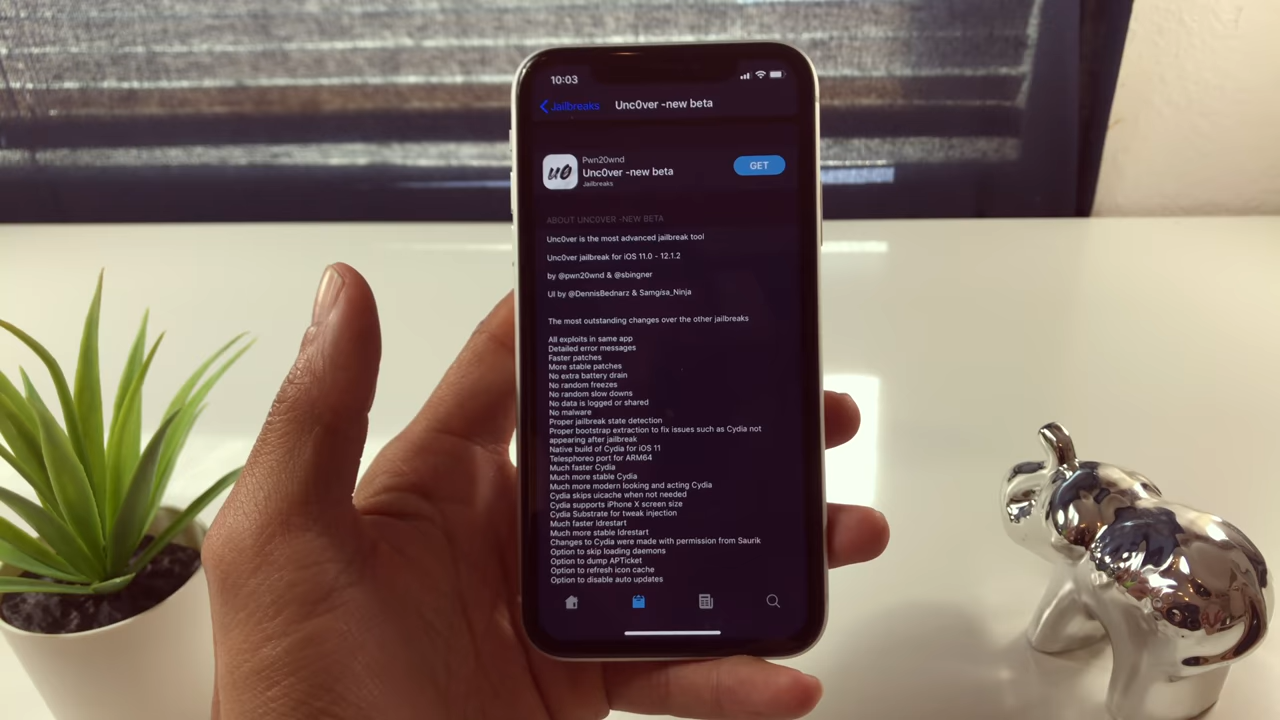 10:03
Jailbreaks
Unc0ver -new beta
u0
Pwn20wnd
Unc0ver -new beta
Jailbreaks
GET
ABOUT UNC0VER -NEW BETA
Unc0ver is the most advanced jailbreak tool
Unc0ver jailbreak for iOS 11.0 - 12.1.2
by @pwn20wnd & @sbingner
UI by @DennisBednarz & Samg/sa_Ninja
The most outstanding changes over the other jailbreaks
All exploits in same app
Detailed error messages
Faster patches
More stable patches
No extra battery drain
No random freezes
No random slow downs
No data is logged or shared
No malware
Proper jailbreak state detection
Proper bootstrap extraction to fix issues such as Cydia not
appearing after jailbreak
Native build of Cydia for iOS 11
Telesphoreo port for ARM64
Much faster Cydia
Much more stable Cydia
Much more modern looking and acting Cydia
Cydia skips uicache when not needed
Cydia supports iPhone X screen size
Cydia Substrate for tweak injection
Much faster ldrestart
Much more stable ldrestart
Changes to Cydia were made with permission from Saurik
Option to skip loading daemons
Option to dump APTicket
Option to refresh icon cache
Option to disable auto updates